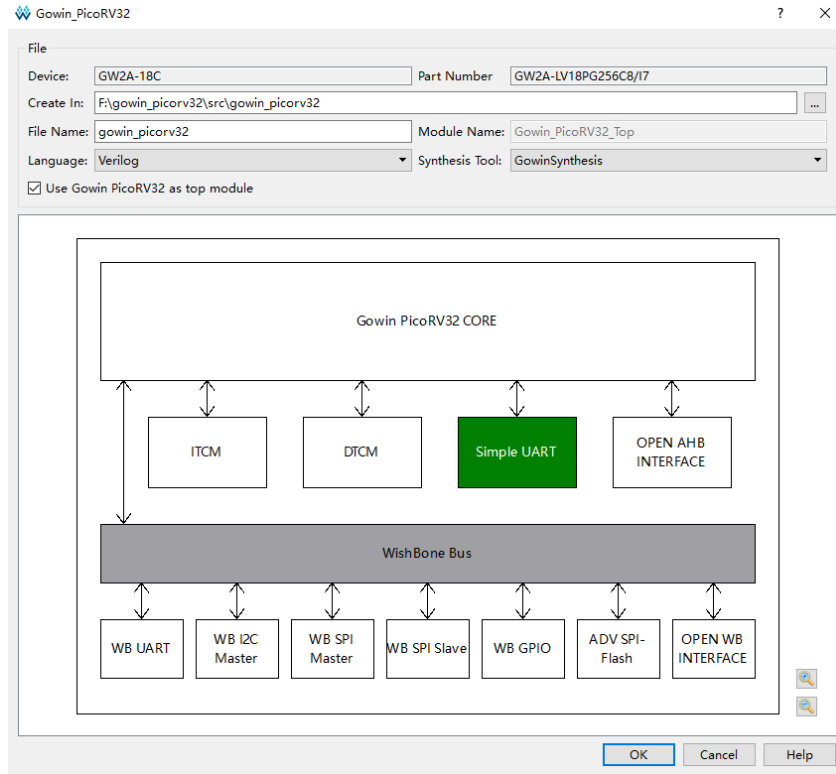 Gowin_PicoRV32
File
Device: GW2A-18C Part Number GW2A-LV18PG256C8/I7
Create In: F:\gowin_picorv32\src\gowin_picorv32 ...
File Name: gowin_picorv32 Module Name: Gowin_PicoRV32_Top
Language: Verilog Synthesis Tool: GowinSynthesis
Use Gowin PicoRV32 as top module
Gowin PicoRV32 CORE
ITCM
DTCM
Simple UART
OPEN AHB
INTERFACE
WishBone Bus
WB UART
WB I2C
Master
WB SPI
Master
WB SPI Slave
WB GPIO
ADV SPI-
Flash
OPEN WB
INTERFACE
OK Cancel Help